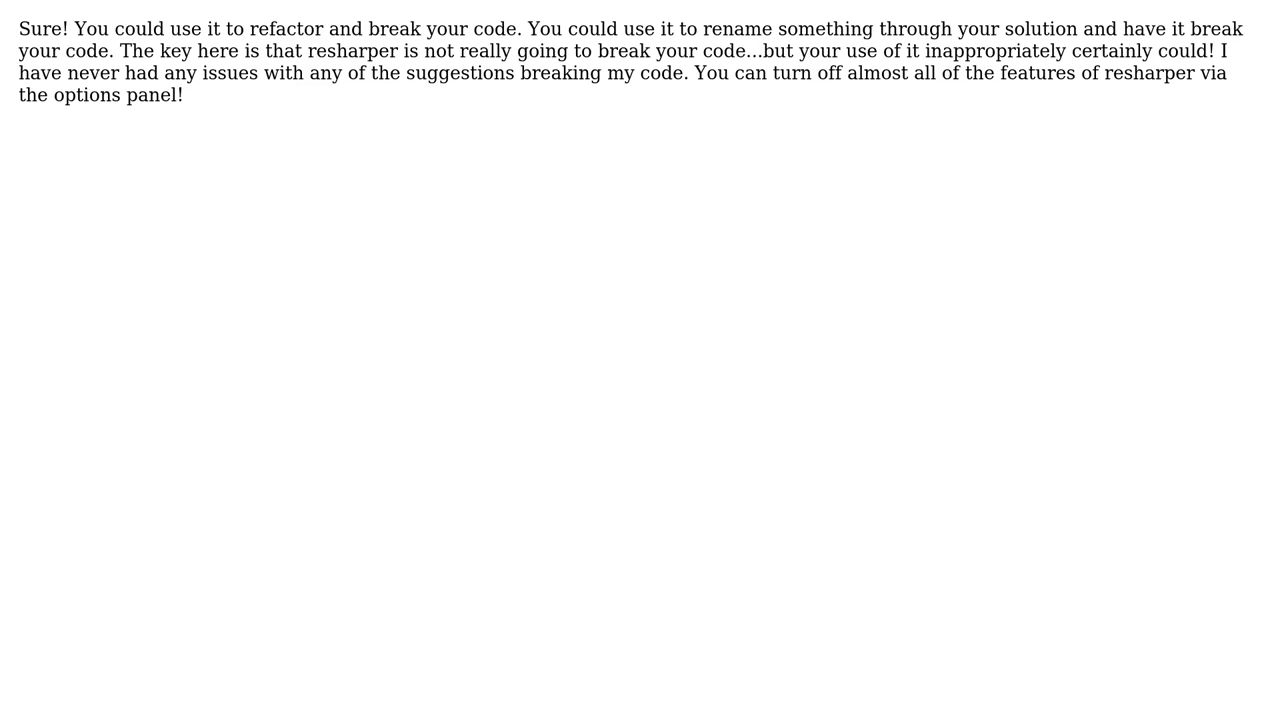 Sure! You could use it to refactor and break your code. You could use it to rename something through your solution and have it break
your code. The key here is that resharper is not really going to break your code...but your use of it inappropriately certainly could! I
have never had any issues with any of the suggestions breaking my code. You can turn off almost all of the features of resharper via
the options panel!